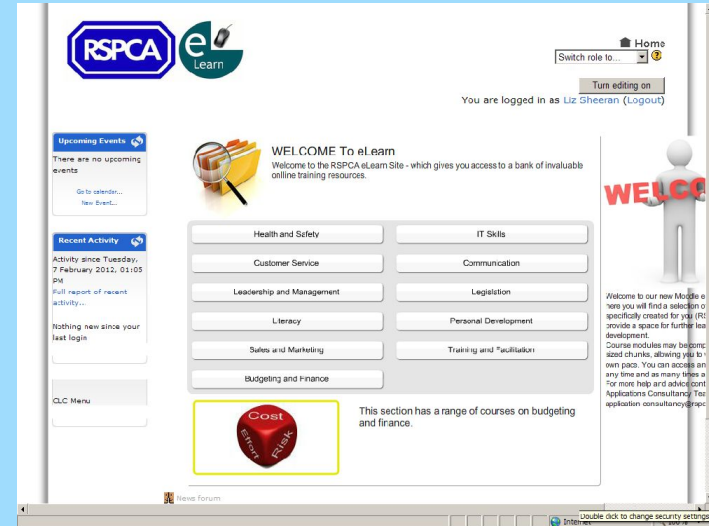 RSPCA
e
Learn
Home
Switch role to...
Turn editing on
You are logged in as Liz Sheeran (Logout)
Upcoming Events
There are no upcoming
events
Go to calendar...
New Event...
Recent Activity
Activity since Tuesday,
7 February 2012, 01:05
PM
Full report of recent
activity...
Nothing new since your
last login
CLC Menu
WELCOME To eLearn
Welcome to the RSPCA eLearn Site - which gives you access to a bank of invaluable
online training resources.
Health and Safety
IT Skills
Customer Service
Communication
Leadership and Management
Legislation
Literacy
Personal Development
Sales and Marketing
Training and Facilitation
Budgeting and Finance
Cost
Effort
Risk
This section has a range of courses on budgeting
and finance.
News forum
WELCO
Welcome to our new Moodle e
here you will find a selection o
specifically created for you (RS
provide a space for further lea
development.
Course modules may be comp
sized chunks, allowing you to
own pace. You can access an
any time and as many times a
For more help and advice cont
Applications Consultancy Tea
application.consultancy@rspc
Double click to change security settings